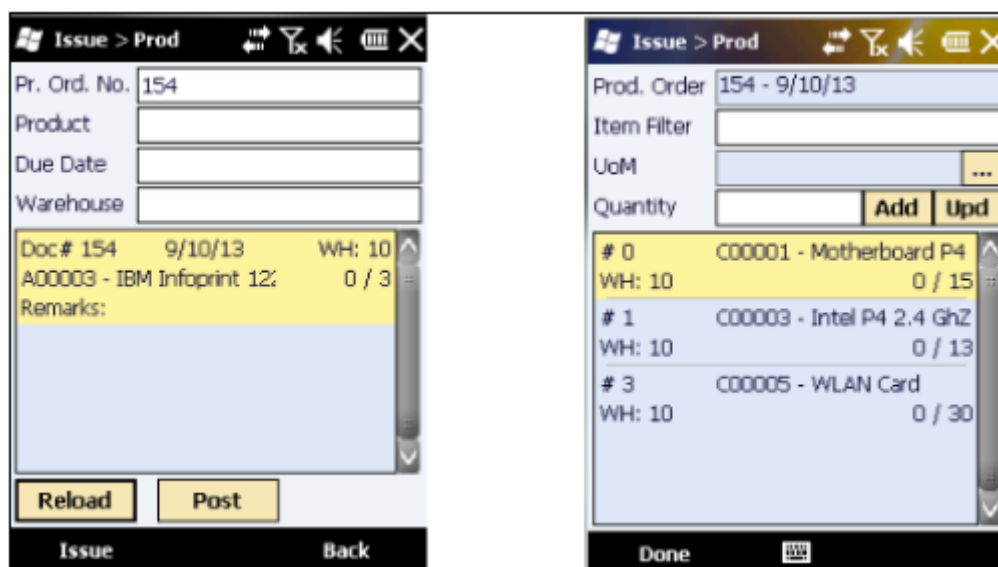 Issue > Prod
Pr. Ord. No. 154
Product
Due Date
Warehouse
Doc# 154 9/10/13 WH: 10
A00003 - IBM Infoprint 12 0 / 3
Remarks:
Reload Post
Issue Back
Issue > Prod
Prod. Order 154 - 9/10/13
Item Filter
UoM ...
Quantity Add Upd
# 0 C00001 - Motherboard P4
WH: 10 0 / 15
# 1 C00003 - Intel P4 2.4 GhZ
WH: 10 0 / 13
# 3 C00005 - WLAN Card
WH: 10 0 / 30
Done